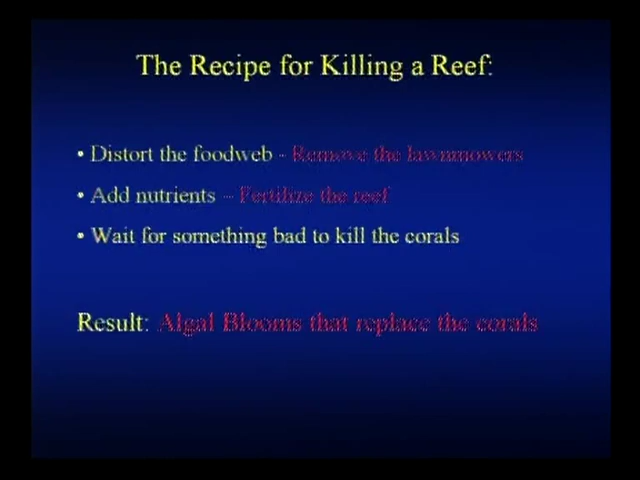 The Recipe for Killing a Reef:
• Distort the foodweb - Remove the lawnmowers
• Add nutrients – Fertilize the reef
• Wait for something bad to kill the corals
Result: Algal Blooms that replace the corals